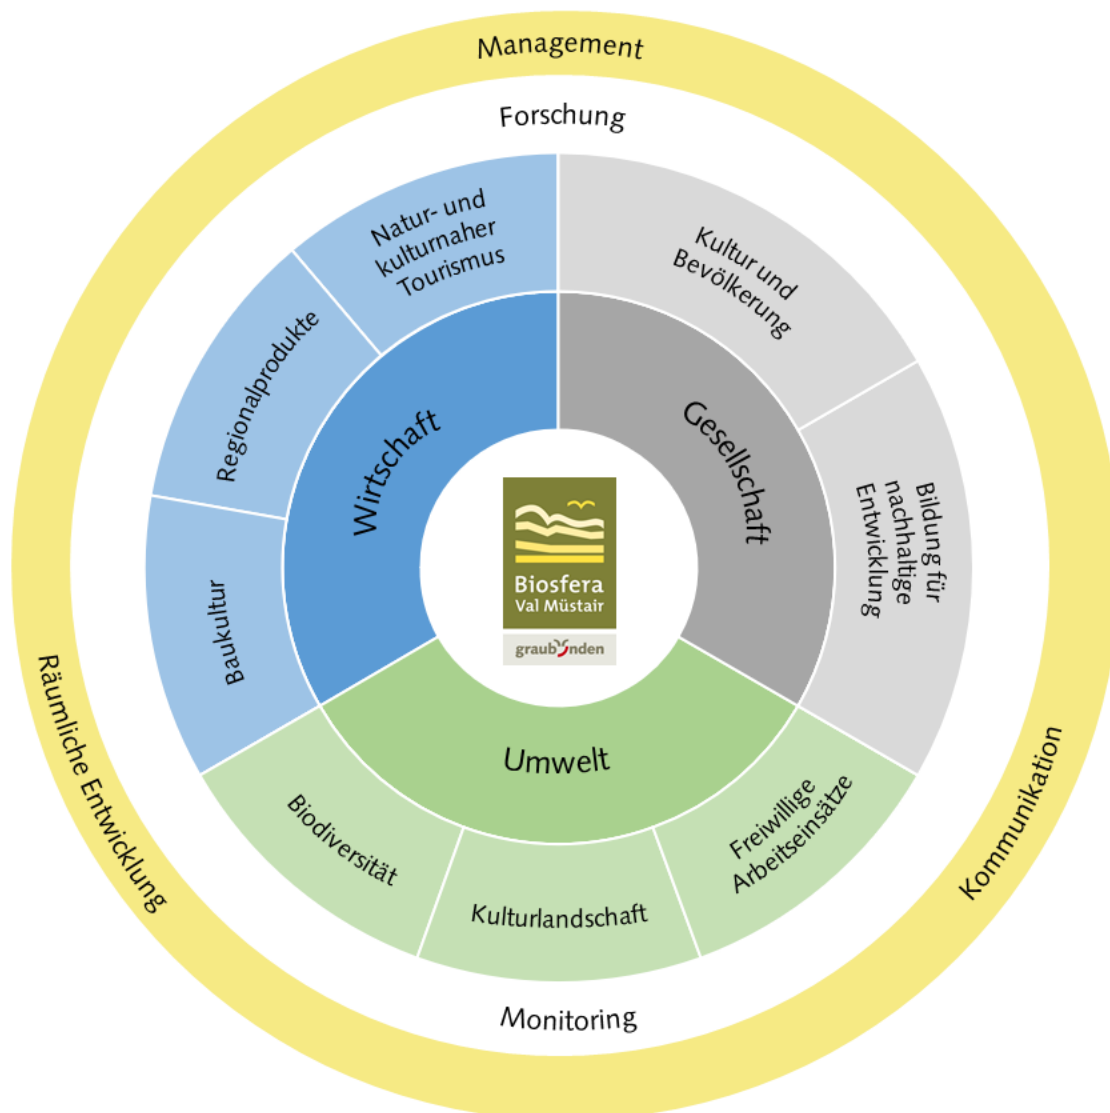 Management
Forschung
Natur- und
kulturnaher
Tourismus
Kultur und
Bevölkerung
Regionalprodukte
Wirtschaft
Gesellschaft
Bildung für
nachhaltige
Entwicklung
Baukultur
Biosfera
Val Müstair
graubünden
Umwelt
Räumliche Entwicklung
Kommunikation
Biodiversität
Kulturlandschaft
Freiwillige
Arbeitseinsätze
Monitoring